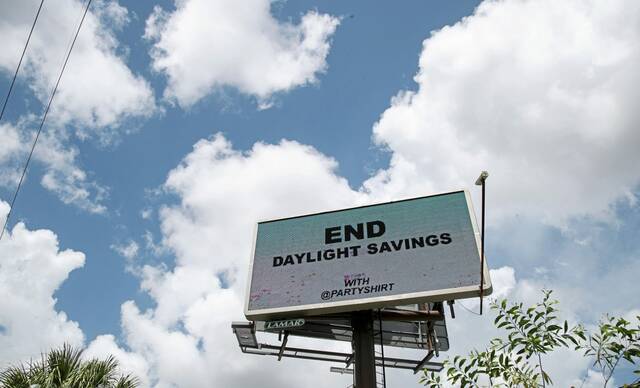 END
DAYLIGHT SAVINGS
WITH
@PARTYSHIRT
LAMAR